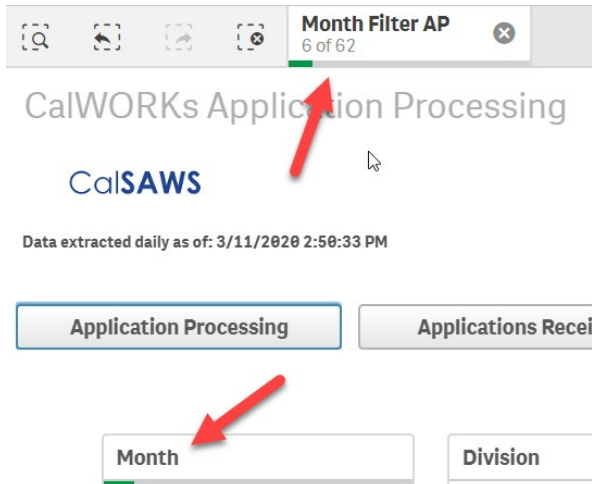 Month Filter AP
6 of 62
CalWORKs Application Processing
CalSAWS
Data extracted daily as of: 3/11/2020 2:50:33 PM
Application Processing
Applications Recei
Month
Division